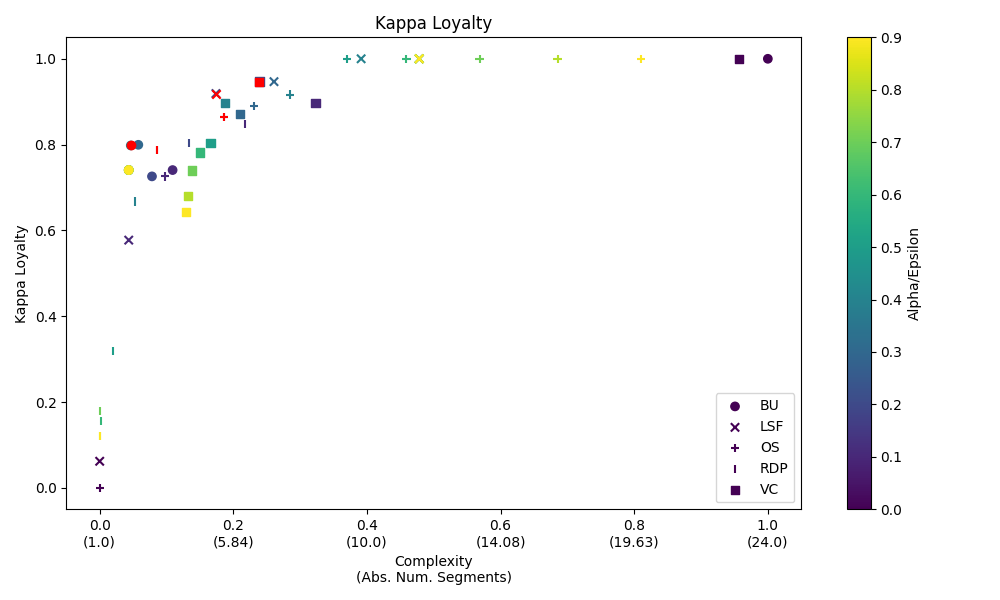 Kappa Loyalty
1.0
0.8
0.6
0.4
0.2
0.0
Kappa Loyalty
0.0 0.2 0.4 0.6 0.8 1.0
(1.0) (5.84) (10.0) (14.08) (19.63) (24.0)
Complexity
(Abs. Num. Segments)
BU
LSF
OS
RDP
VC
0.9
0.8
0.7
0.6
0.5
0.4
0.3
0.2
0.1
0.0
Alpha/Epsilon